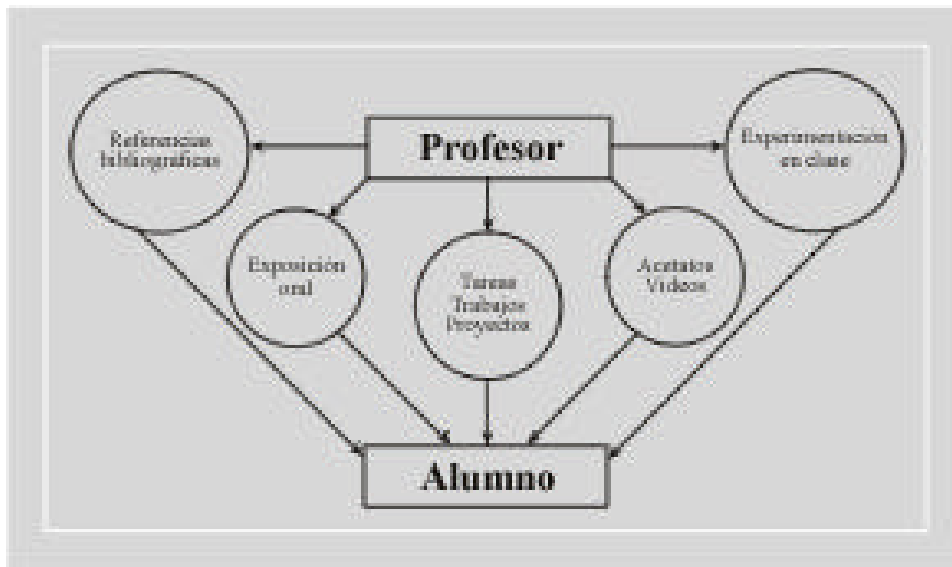 Referencias
bibliográficas
Profesor
Experimentación
en clase
Exposición
oral
Tareas
Trabajos
Proyectos
Acetatos
Videos
Alumno